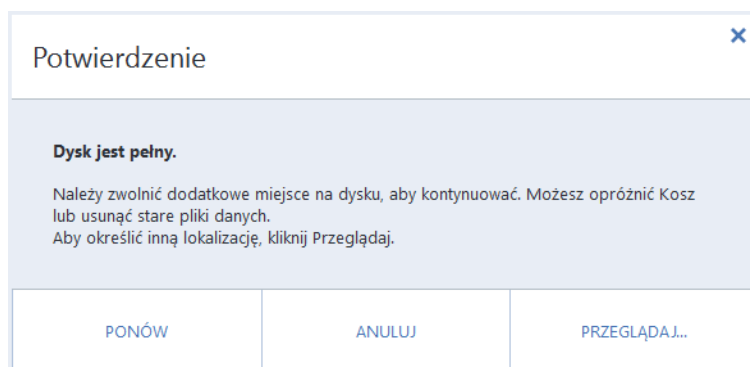 Potwierdzenie
Dysk jest pełny.
Należy zwolnić dodatkowe miejsce na dysku, aby kontynuować. Możesz opróżnić Kosz
lub usunąć stare pliki danych.
Aby określić inną lokalizację, kliknij Przeglądaj.
PONÓW
ANULUJ
PRZEGLĄDAJ...